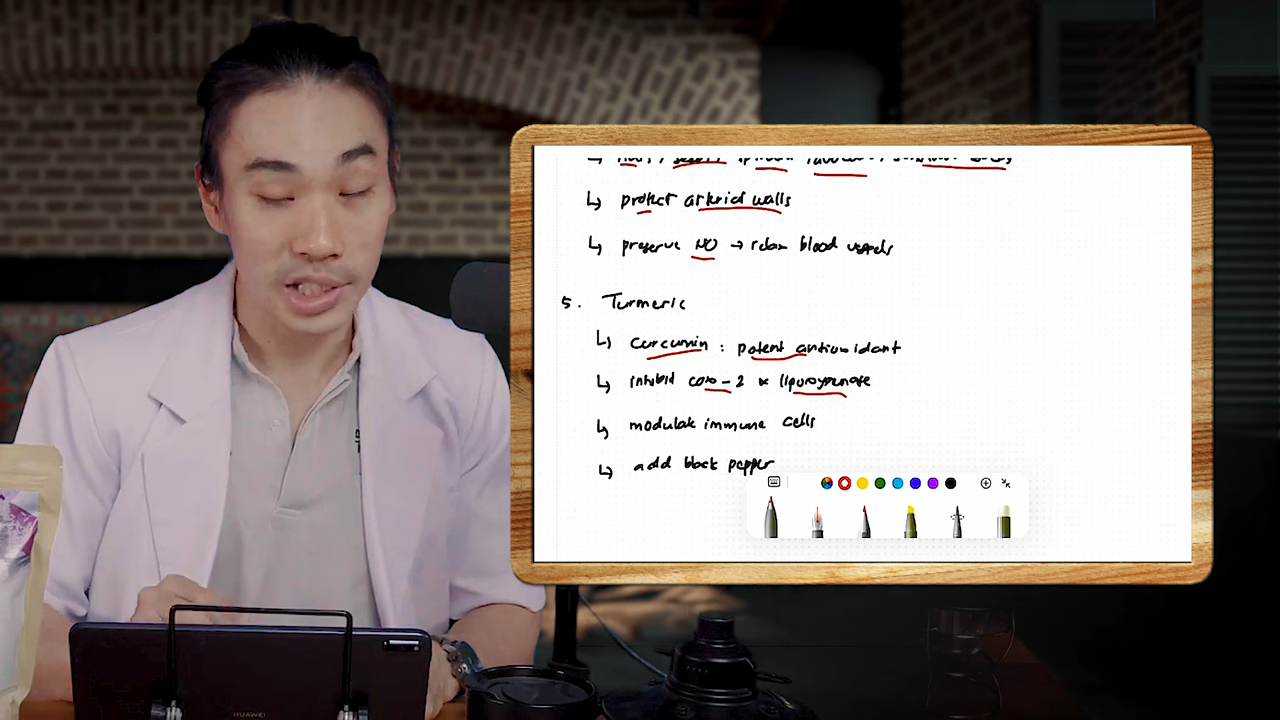 ↳ protect arterial walls
↳ preserve NO → relax blood vessels
5. Turmeric
↳ curcumin : potent antioxidant
↳ inhibit cox-2 & lipoxygenase
↳ modulate immune cells
↳ add black pepper
HUAWEI